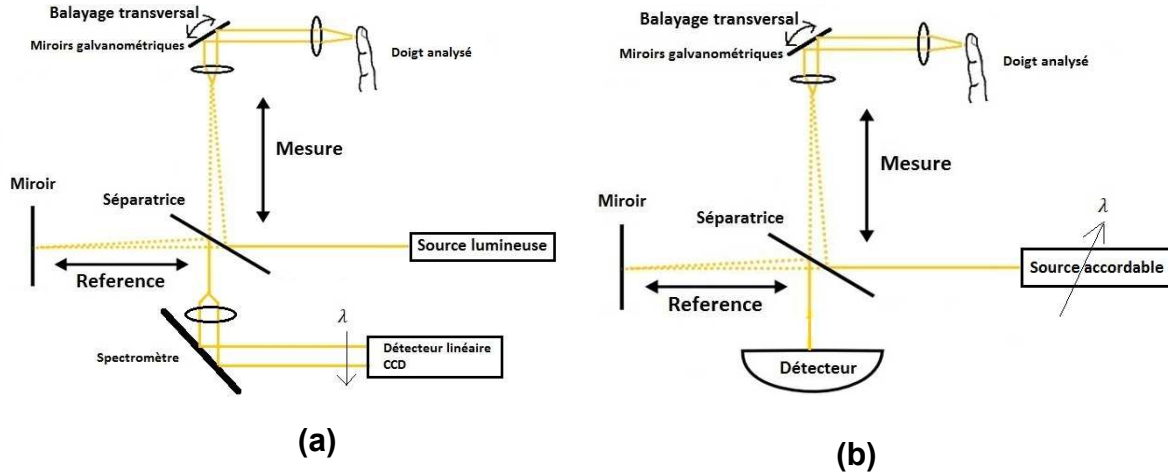 Balayage transversal
Miroirs galvanométriques
Doigt analysé
Mesure
Miroir
Séparatrice
Source lumineuse
Reference
λ
Spectromètre
Détecteur linéaire
CCD
(a)
Balayage transversal
Miroirs galvanométriques
Doigt analysé
Mesure
Miroir
Séparatrice
λ
Source accordable
Reference
Détecteur
(b)